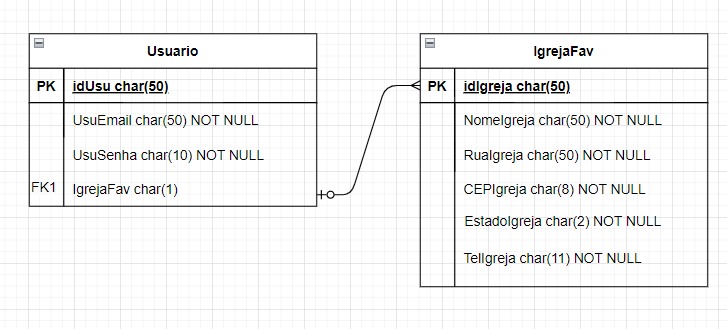 Usuario
PK idUsu char(50)
UsuEmail char(50) NOT NULL
UsuSenha char(10) NOT NULL
FK1 IgrejaFav char(1)
IgrejaFav
PK idIgreja char(50)
NomeIgreja char(50) NOT NULL
RuaIgreja char(50) NOT NULL
CEPIgreja char(8) NOT NULL
EstadoIgreja char(2) NOT NULL
TelIgreja char(11) NOT NULL